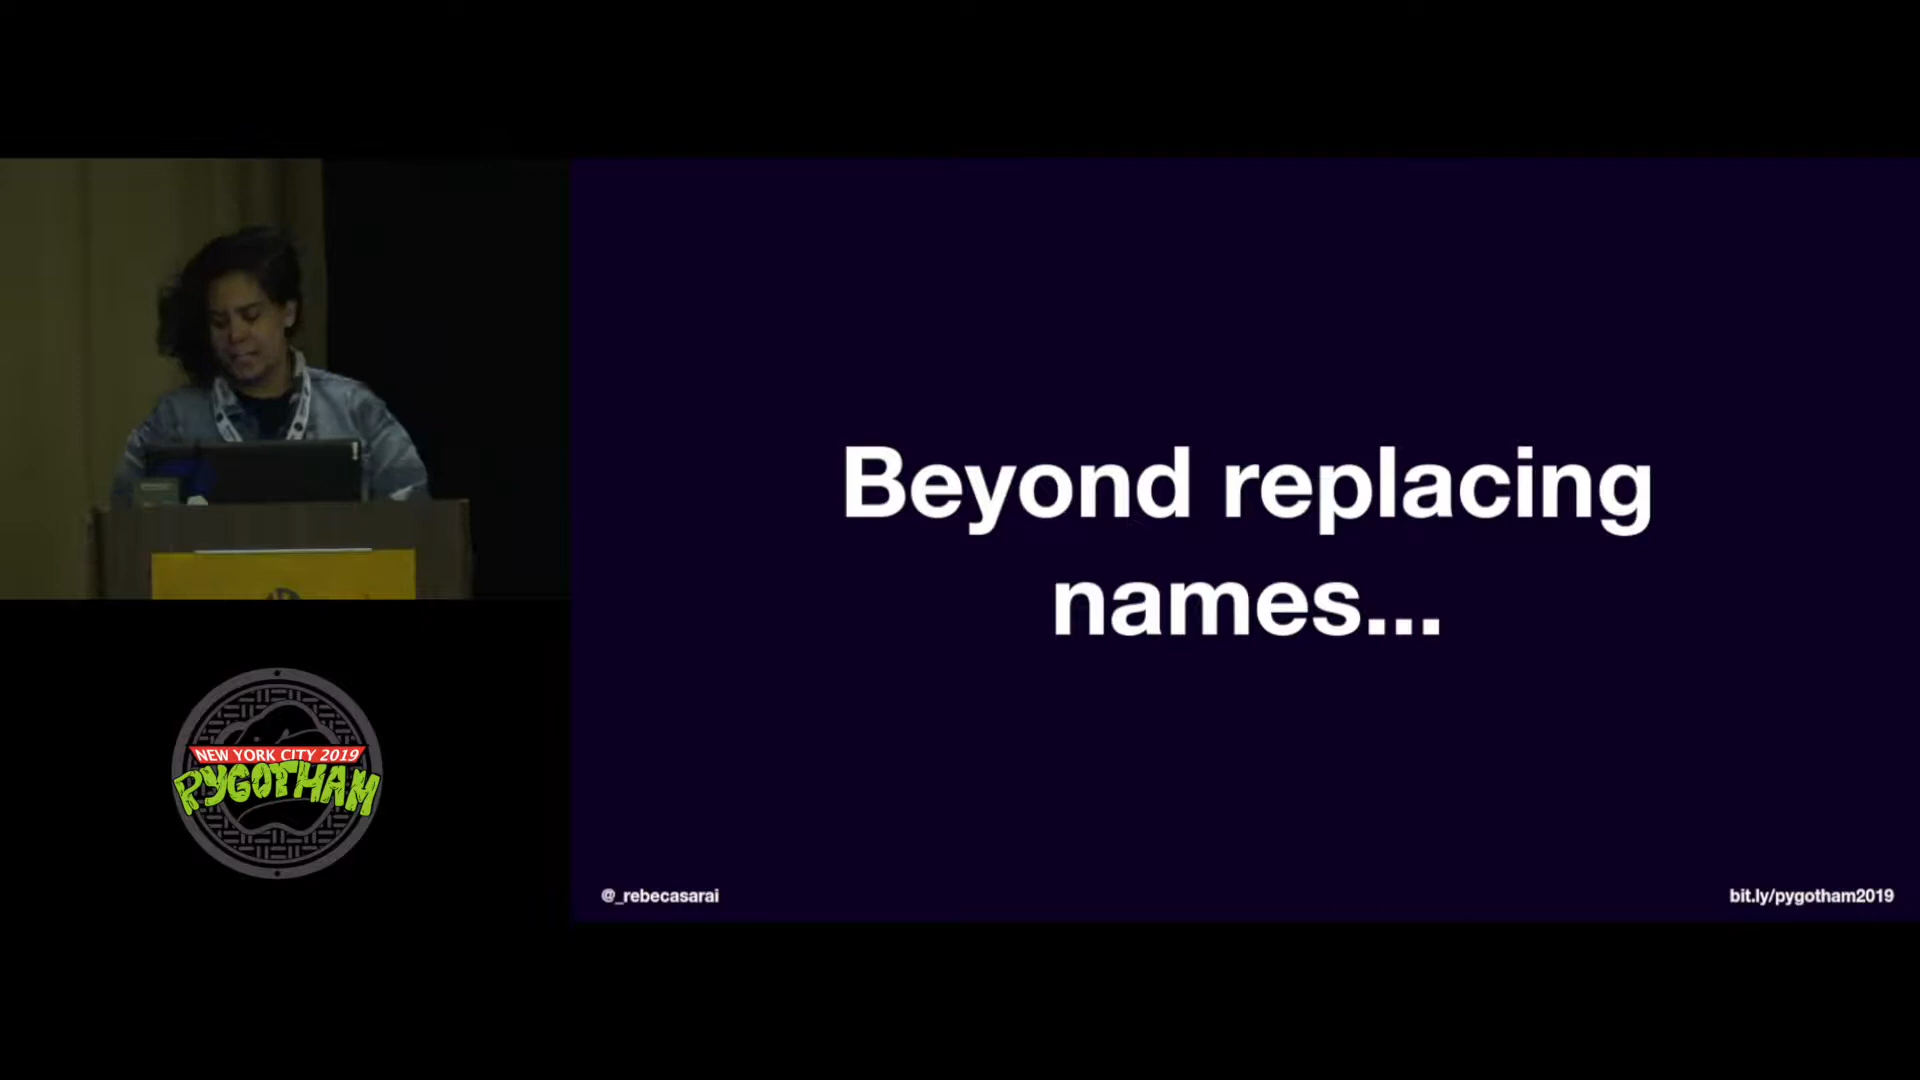 Beyond replacing
names...
NEW YORK CITY 2019
PYGOTHAM
@_rebecasarai
bit.ly/pygotham2019